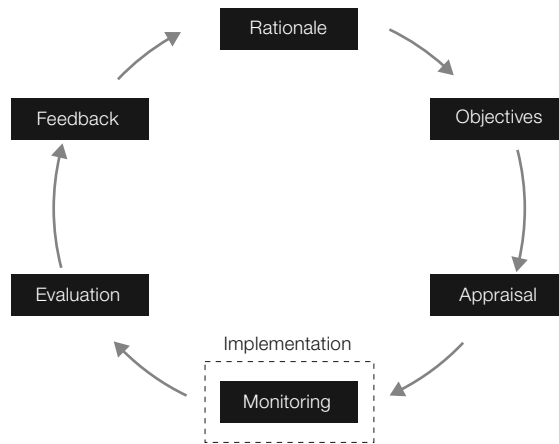 Rationale
Objectives
Appraisal
Implementation
Monitoring
Evaluation
Feedback